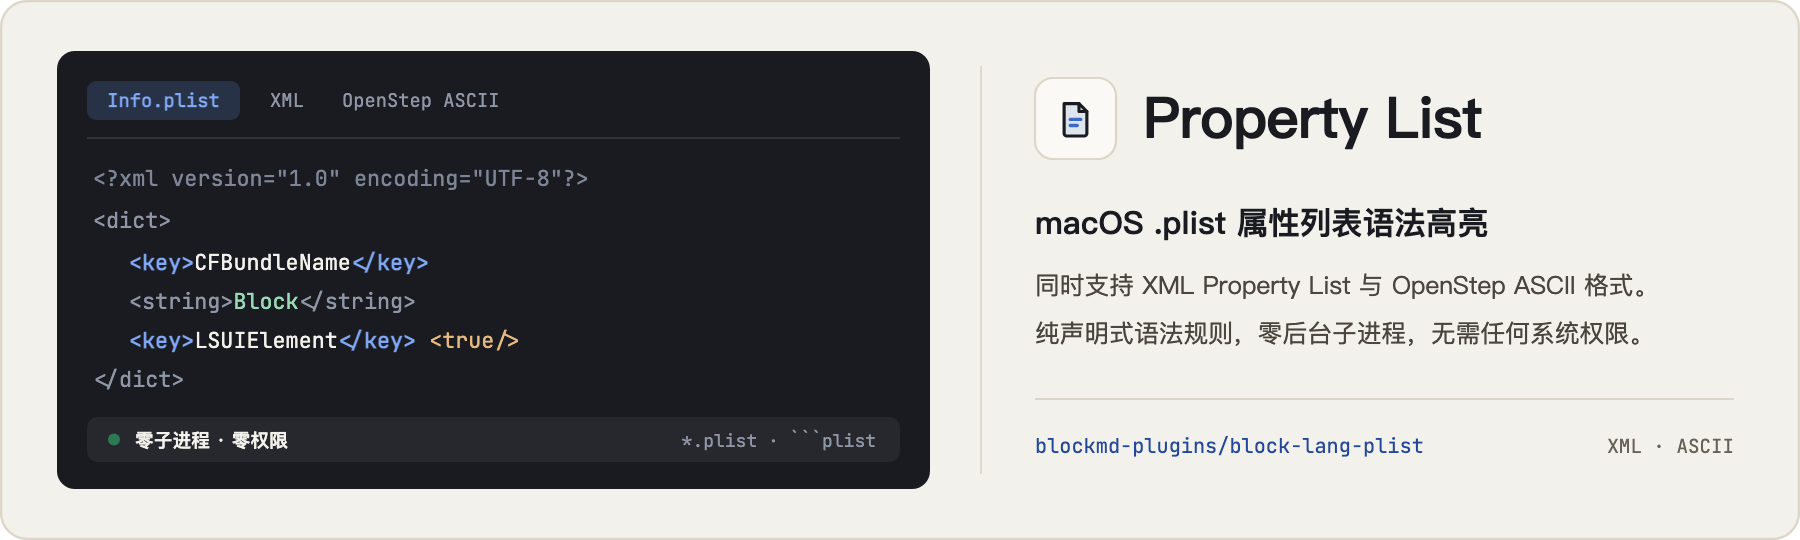 Info.plist XML OpenStep ASCII
<?xml version="1.0" encoding="UTF-8"?>
<dict>
<key>CFBundleName</key>
<string>Block</string>
<key>LSUIElement</key> <true/>
</dict>
零子进程 · 零权限 *.plist · ```plist
Property List
macOS .plist 属性列表语法高亮
同时支持 XML Property List 与 OpenStep ASCII 格式。
纯声明式语法规则，零后台子进程，无需任何系统权限。
blockmd-plugins/block-lang-plist XML · ASCII